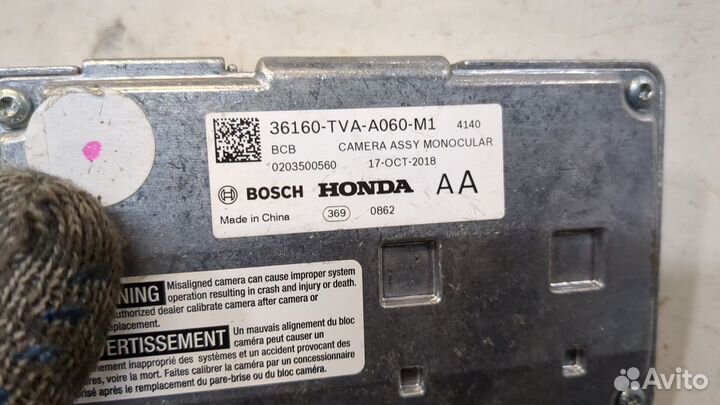 36160-TVA-A060-M1 4140
BCB CAMERA ASSY MONOCULAR
0203500560 17-OCT-2018
BOSCH HONDA AA
Made in China 369 0862
Misaligned camera can cause improper system
operation resulting in crash and injury or death.
authorized dealer calibrate camera after camera or
Un mauvais alignement du bloc
caméra peut causer un
inapproprié des systèmes et un accident provoquant des
voire la mort. Faites calibrer la caméra par un concessionnaire
après le remplacement du pare-brise ou du bloc caméra.
Avito